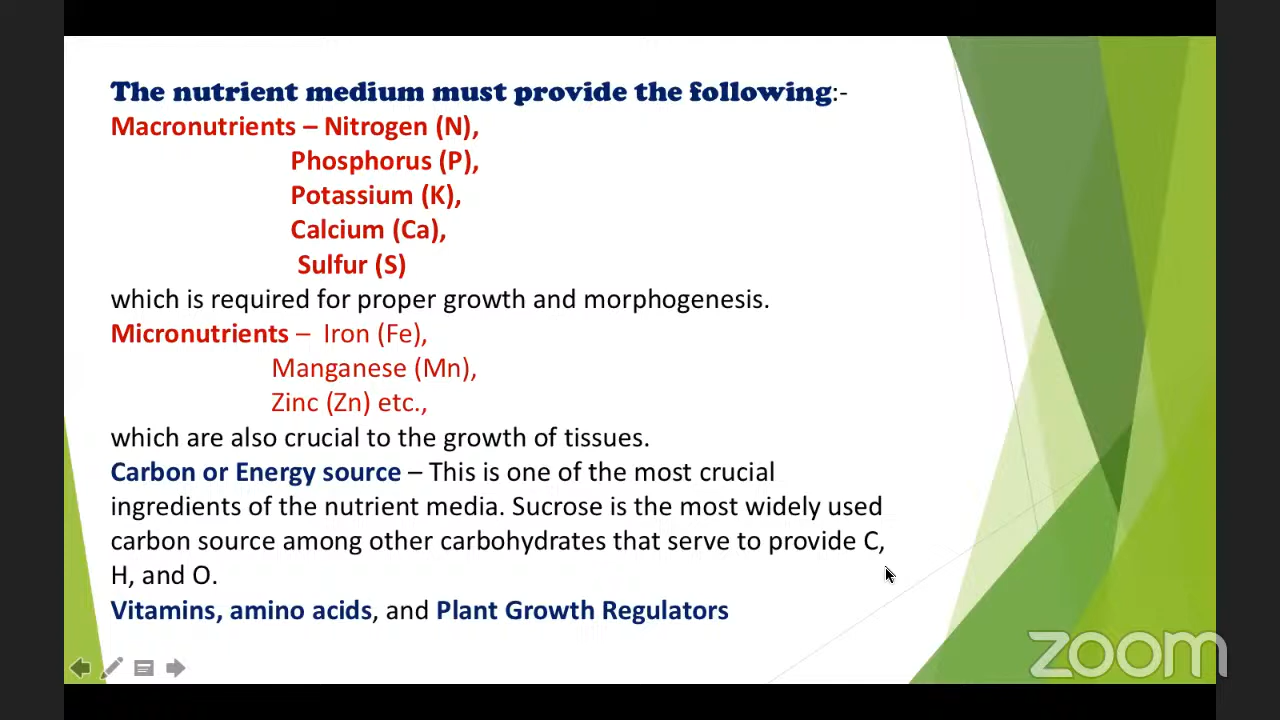 The nutrient medium must provide the following:-
Macronutrients – Nitrogen (N),
Phosphorus (P),
Potassium (K),
Calcium (Ca),
Sulfur (S)
which is required for proper growth and morphogenesis.
Micronutrients – Iron (Fe),
Manganese (Mn),
Zinc (Zn) etc.,
which are also crucial to the growth of tissues.
Carbon or Energy source – This is one of the most crucial
ingredients of the nutrient media. Sucrose is the most widely used
carbon source among other carbohydrates that serve to provide C,
H, and O.
Vitamins, amino acids, and Plant Growth Regulators
zoom